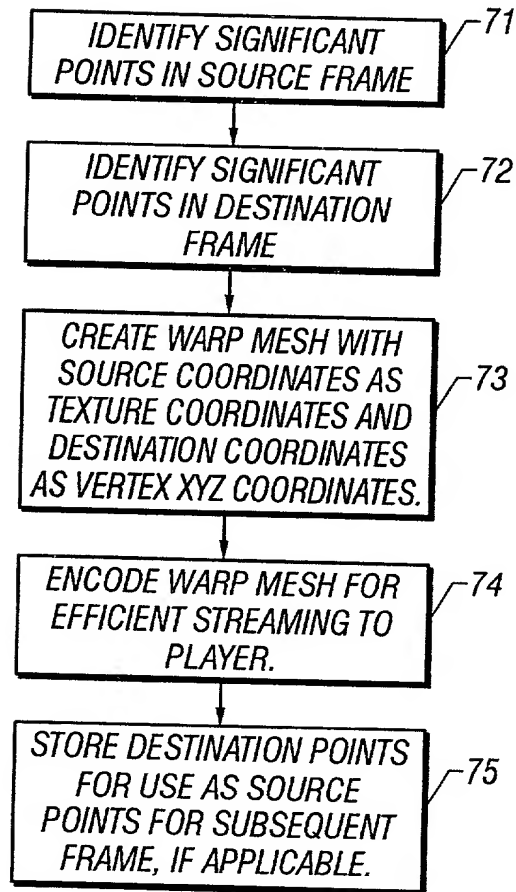 IDENTIFY SIGNIFICANT
POINTS IN SOURCE FRAME
71
IDENTIFY SIGNIFICANT
POINTS IN DESTINATION
FRAME
72
CREATE WARP MESH WITH
SOURCE COORDINATES AS
TEXTURE COORDINATES AND
DESTINATION COORDINATES
AS VERTEX XYZ COORDINATES.
73
ENCODE WARP MESH FOR
EFFICIENT STREAMING TO
PLAYER.
74
STORE DESTINATION POINTS
FOR USE AS SOURCE
POINTS FOR SUBSEQUENT
FRAME, IF APPLICABLE.
75